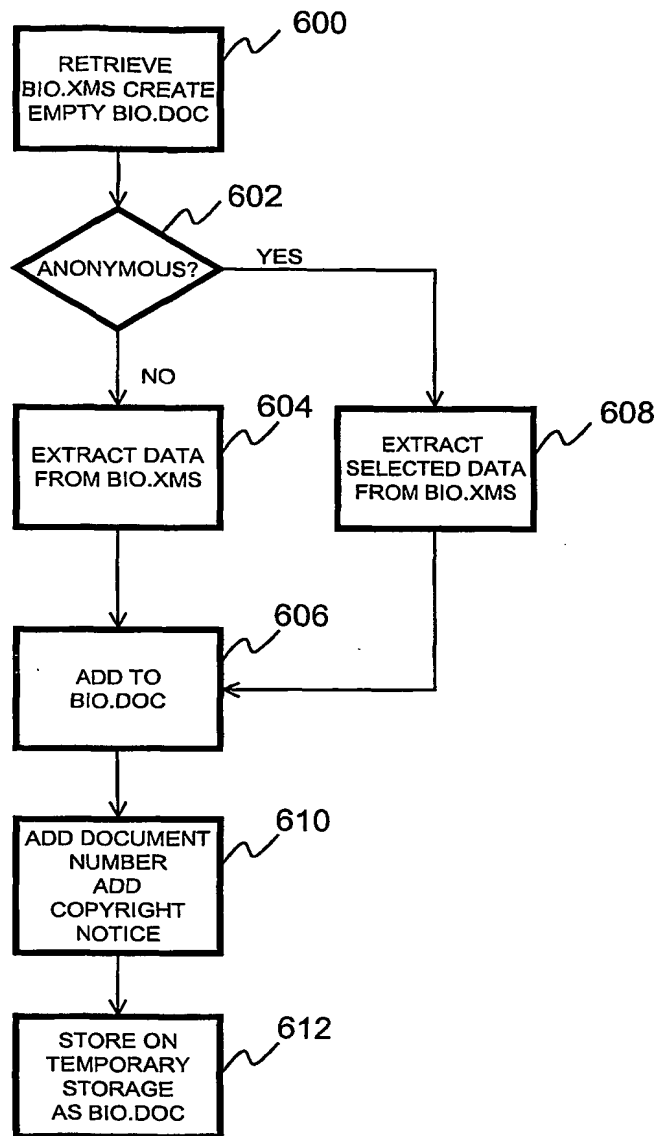 600
RETRIEVE
BIO.XMS CREATE
EMPTY BIO.DOC
602
ANONYMOUS?
YES
NO
604
EXTRACT DATA
FROM BIO.XMS
608
EXTRACT
SELECTED DATA
FROM BIO.XMS
606
ADD TO
BIO.DOC
610
ADD DOCUMENT
NUMBER
ADD
COPYRIGHT
NOTICE
612
STORE ON
TEMPORARY
STORAGE
AS BIO.DOC